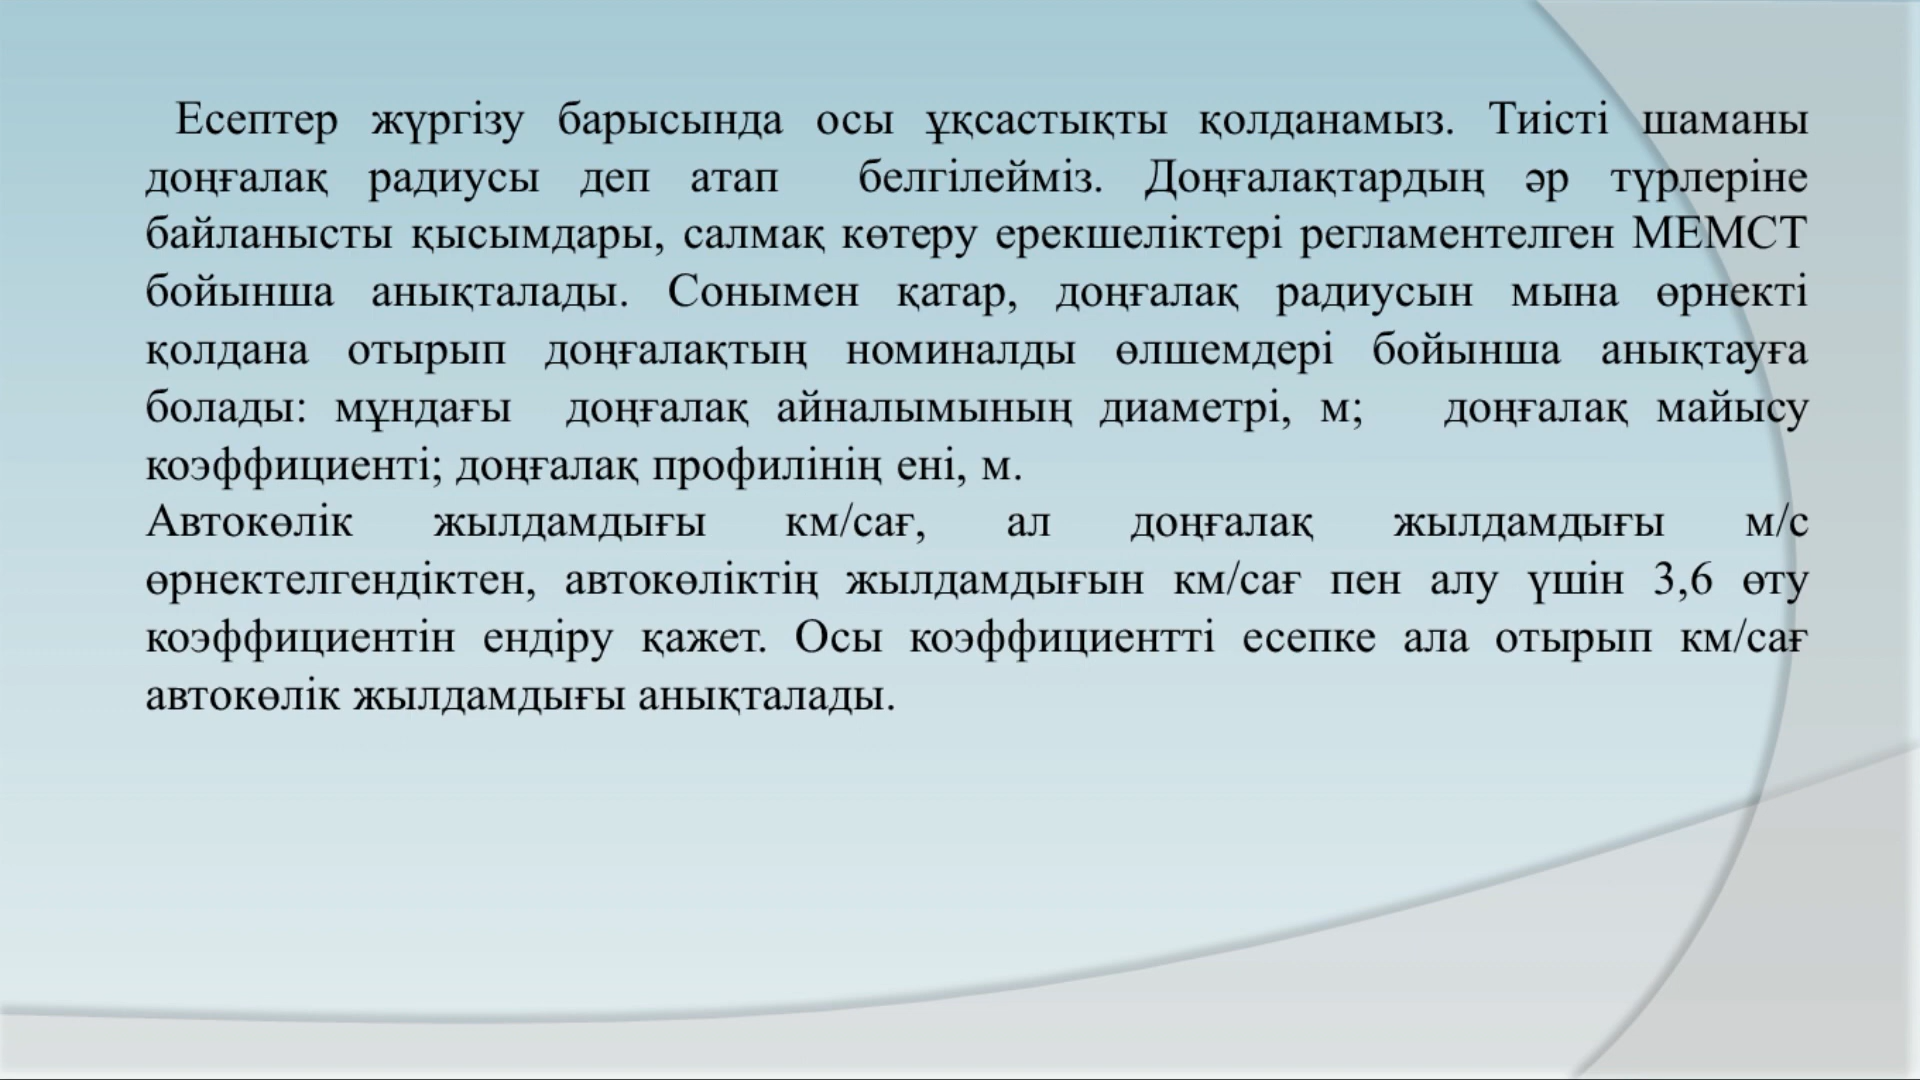 Есептер жүргізу барысында осы ұқсастықты қолданамыз. Тиісті шаманы
доңғалақ радиусы деп атап белгілейміз. Доңғалақтардың әр түрлеріне
байланысты қысымдары, салмақ көтеру ерекшеліктері регламентелген МЕМСТ
бойынша анықталады. Сонымен қатар, доңғалақ радиусын мына өрнекті
қолдана отырып доңғалақтың номиналды өлшемдері бойынша анықтауға
болады: мұндағы доңғалақ айналымының диаметрі, м; доңғалақ майысу
коэффициенті; доңғалақ профилінің ені, м.
Автокөлік жылдамдығы км/сағ, ал доңғалақ жылдамдығы м/с
өрнектелгендіктен, автокөліктің жылдамдығын км/сағ пен алу үшін 3,6 өту
коэффициентін ендіру қажет. Осы коэффициентті есепке ала отырып км/сағ
автокөлік жылдамдығы анықталады.